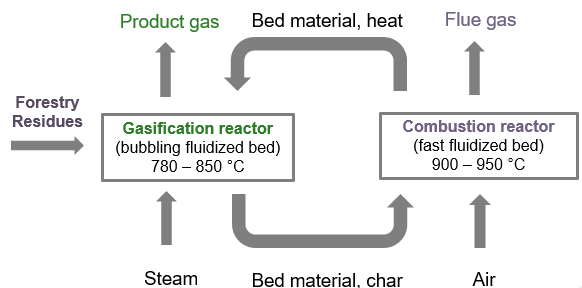 Product gas
Bed material, heat
Flue gas
Forestry
Residues
Gasification reactor
(bubbling fluidized bed)
780 – 850 °C
Combustion reactor
(fast fluidized bed)
900 – 950 °C
Steam
Bed material, char
Air